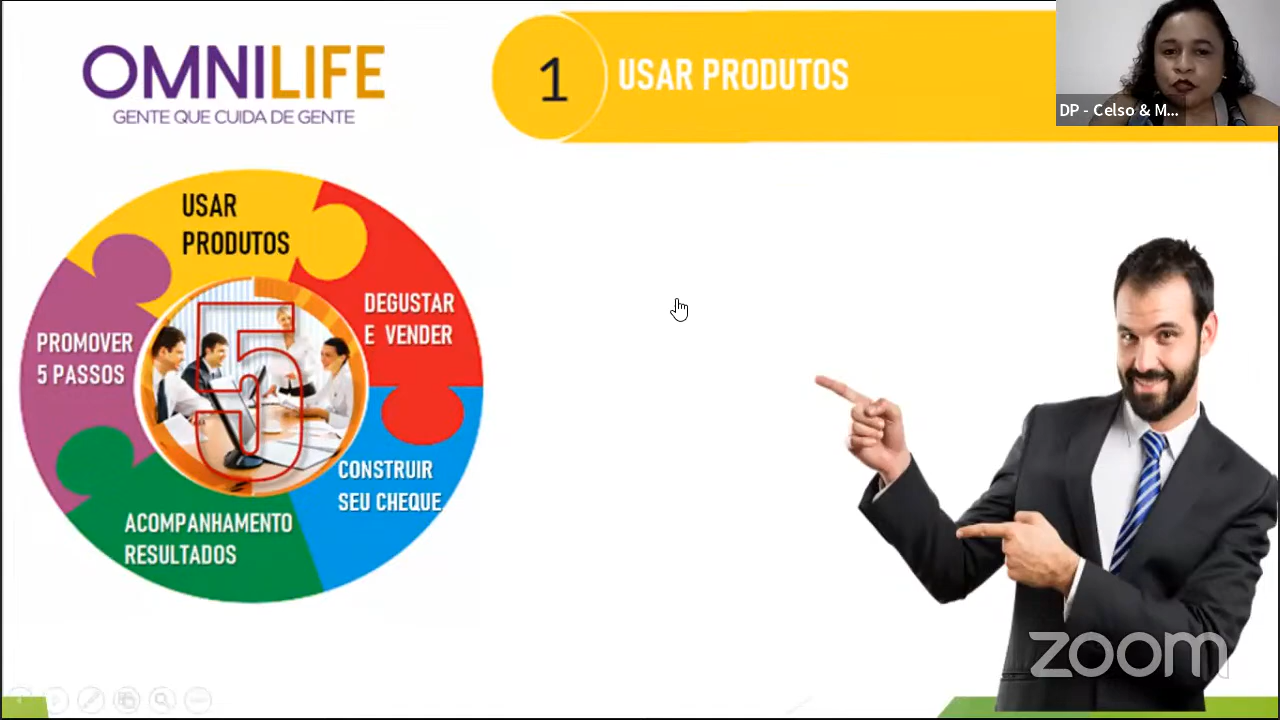 OMNILIFE
GENTE QUE CUIDA DE GENTE
1
USAR PRODUTOS
DP - Celso & M...
USAR
PRODUTOS
DEGUSTAR
E VENDER
CONSTRUIR
SEU CHEQUE
ACOMPANHAMENTO
RESULTADOS
PROMOVER
5 PASSOS
5
zoom